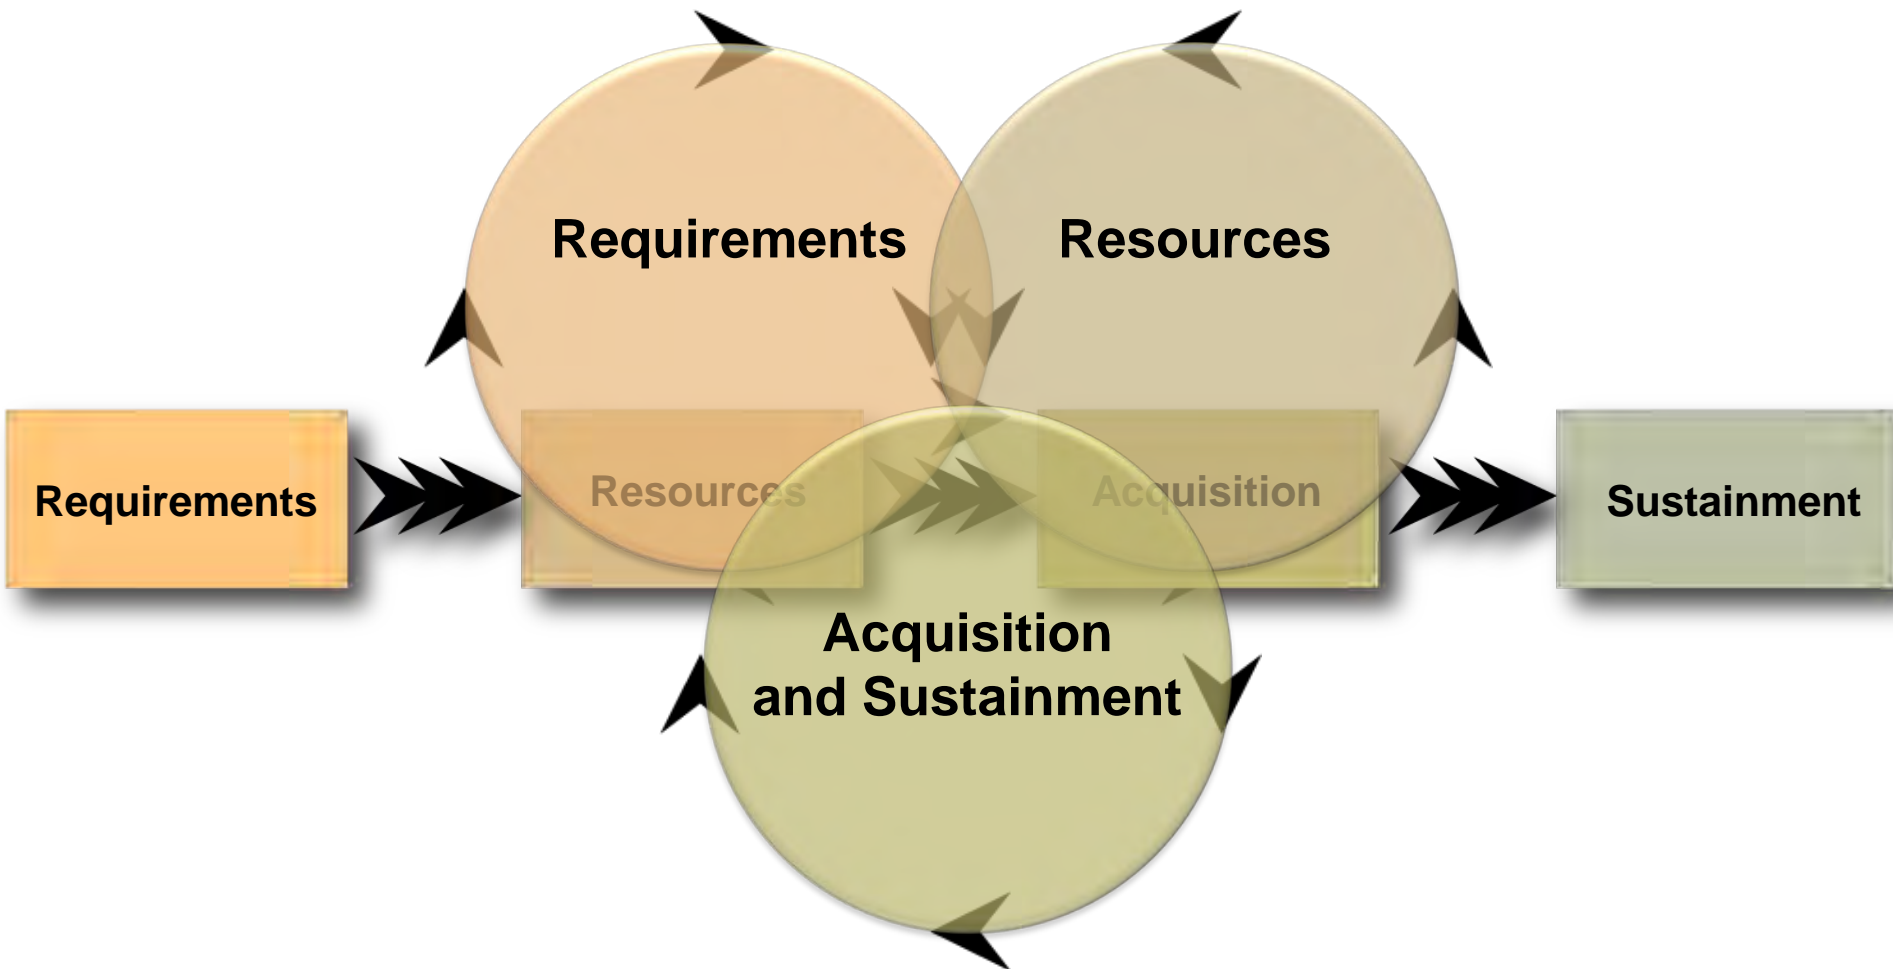 Requirements
Resources
Requirements
Resources
Acquisition
Sustainment
Acquisition
and Sustainment